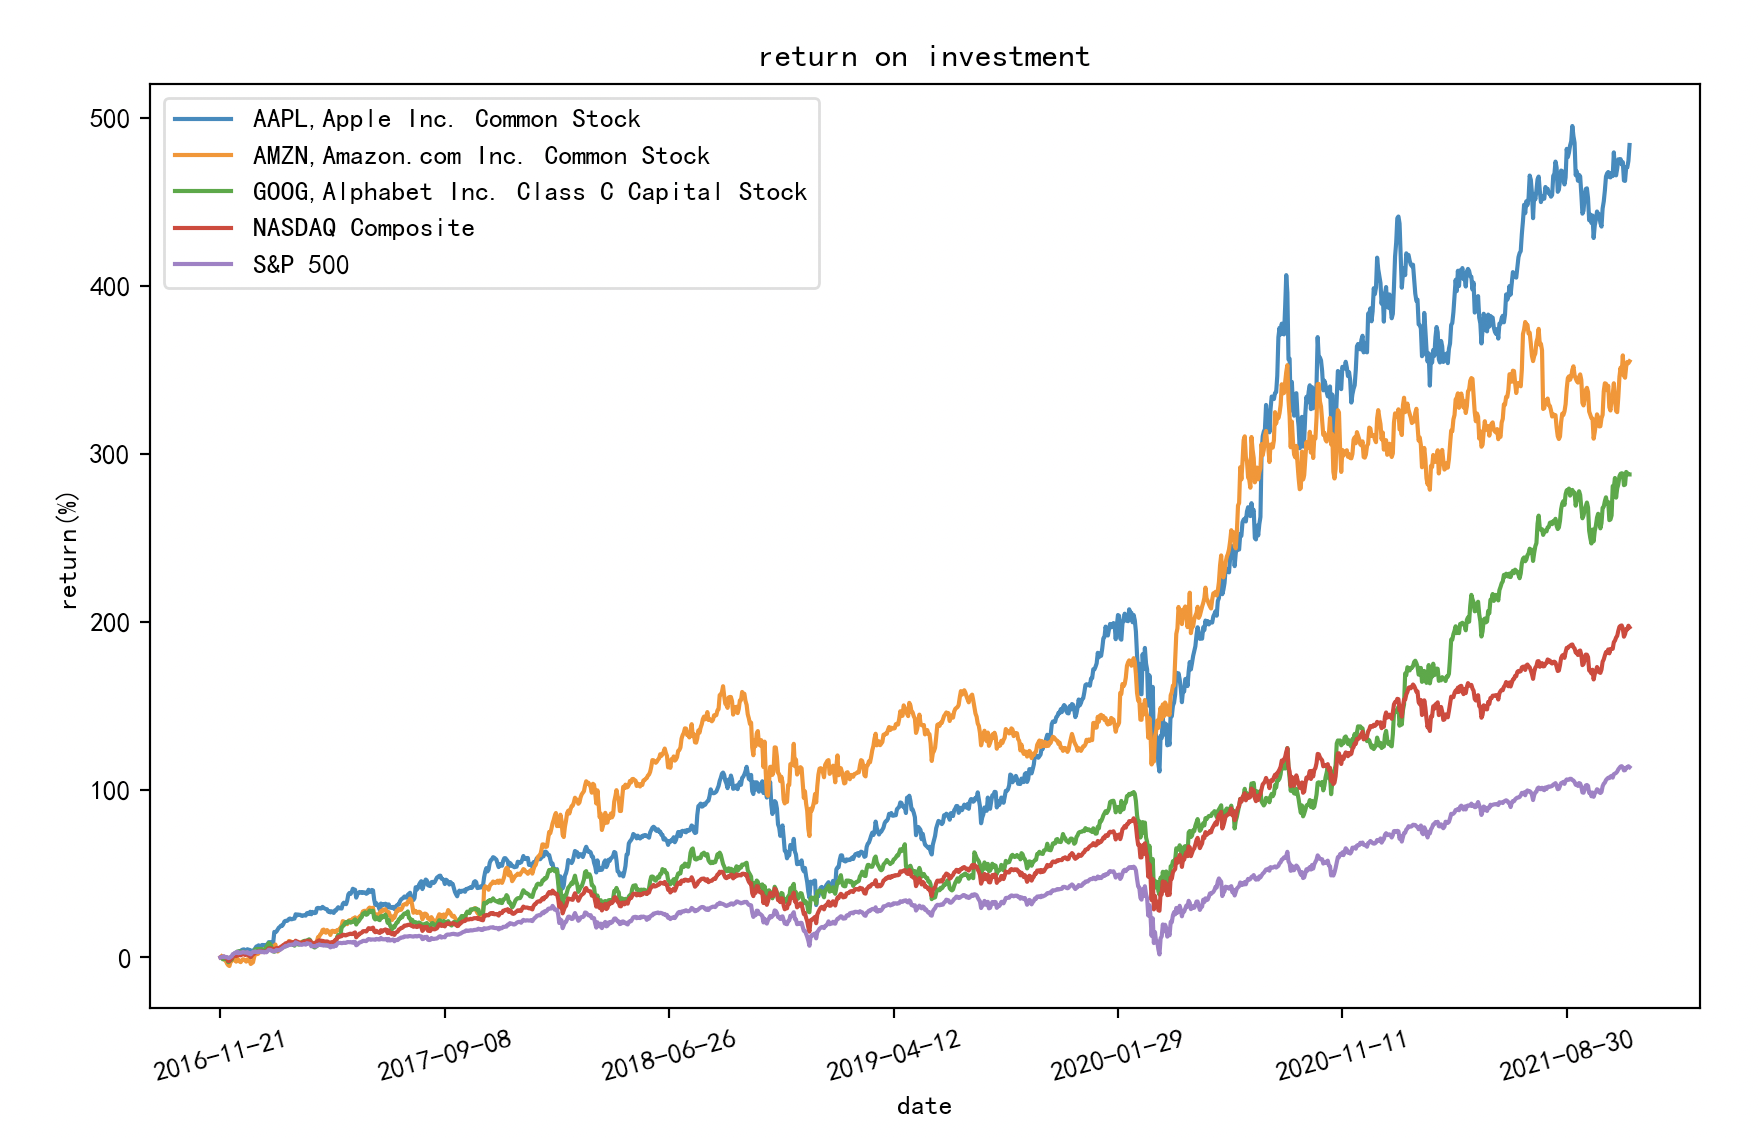 return on investment
AAPL,Apple Inc. Common Stock
AMZN,Amazon.com Inc. Common Stock
GOOG,Alphabet Inc. Class C Capital Stock
NASDAQ Composite
S&P 500
500
400
300
200
100
0
return(%)
2016-11-21
2017-09-08
2018-06-26
2019-04-12
2020-01-29
2020-11-11
2021-08-30
date